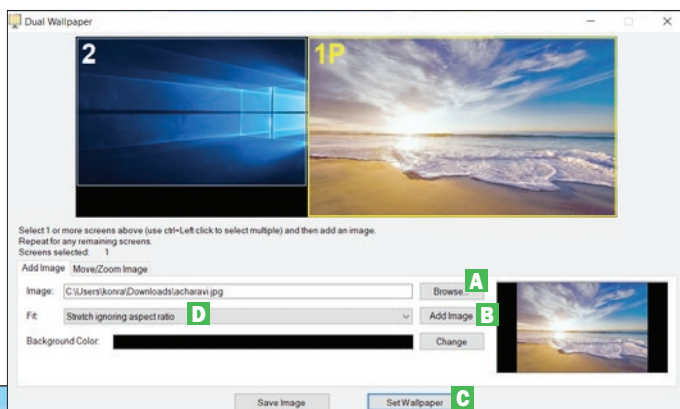 Dual Wallpaper
2
1P
Select 1 or more screens above (use ctrl+Left click to select multiple) and then add an image.
Repeat for any remaining screens.
Screens selected: 1
Add Image Move/Zoom Image
Image: C:\Users\konra\Downloads\acharavi.jpg Browse... A
Fit: Stretch ignoring aspect ratio D Add Image B
Background Color: Change
Save Image Set Wallpaper C